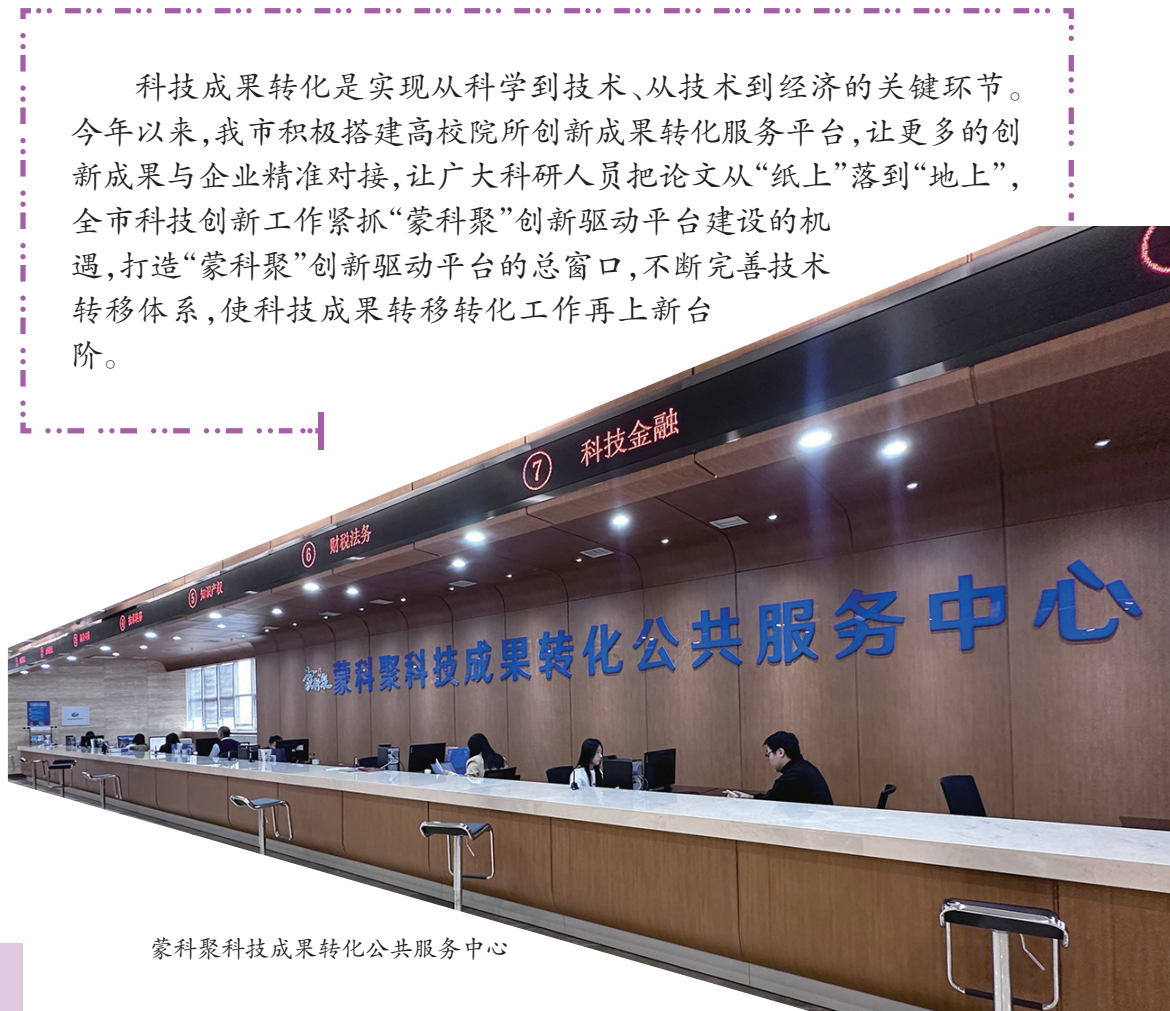 科技成果转化是实现从科学到技术、从技术到经济的关键环节。
今年以来,我市积极搭建高校院所创新成果转化服务平台,让更多的创
新成果与企业精准对接,让广大科研人员把论文从“纸上”落到“地上”,
全市科技创新工作紧抓“蒙科聚”创新驱动平台建设的机
遇,打造“蒙科聚”创新驱动平台的总窗口,不断完善技术
转移体系,使科技成果转移转化工作再上新台
阶。
⑦ 科技金融
⑥ 财税法务
⑤ 知识产权
蒙科聚 蒙科聚科技成果转化公共服务中心
蒙科聚科技成果转化公共服务中心